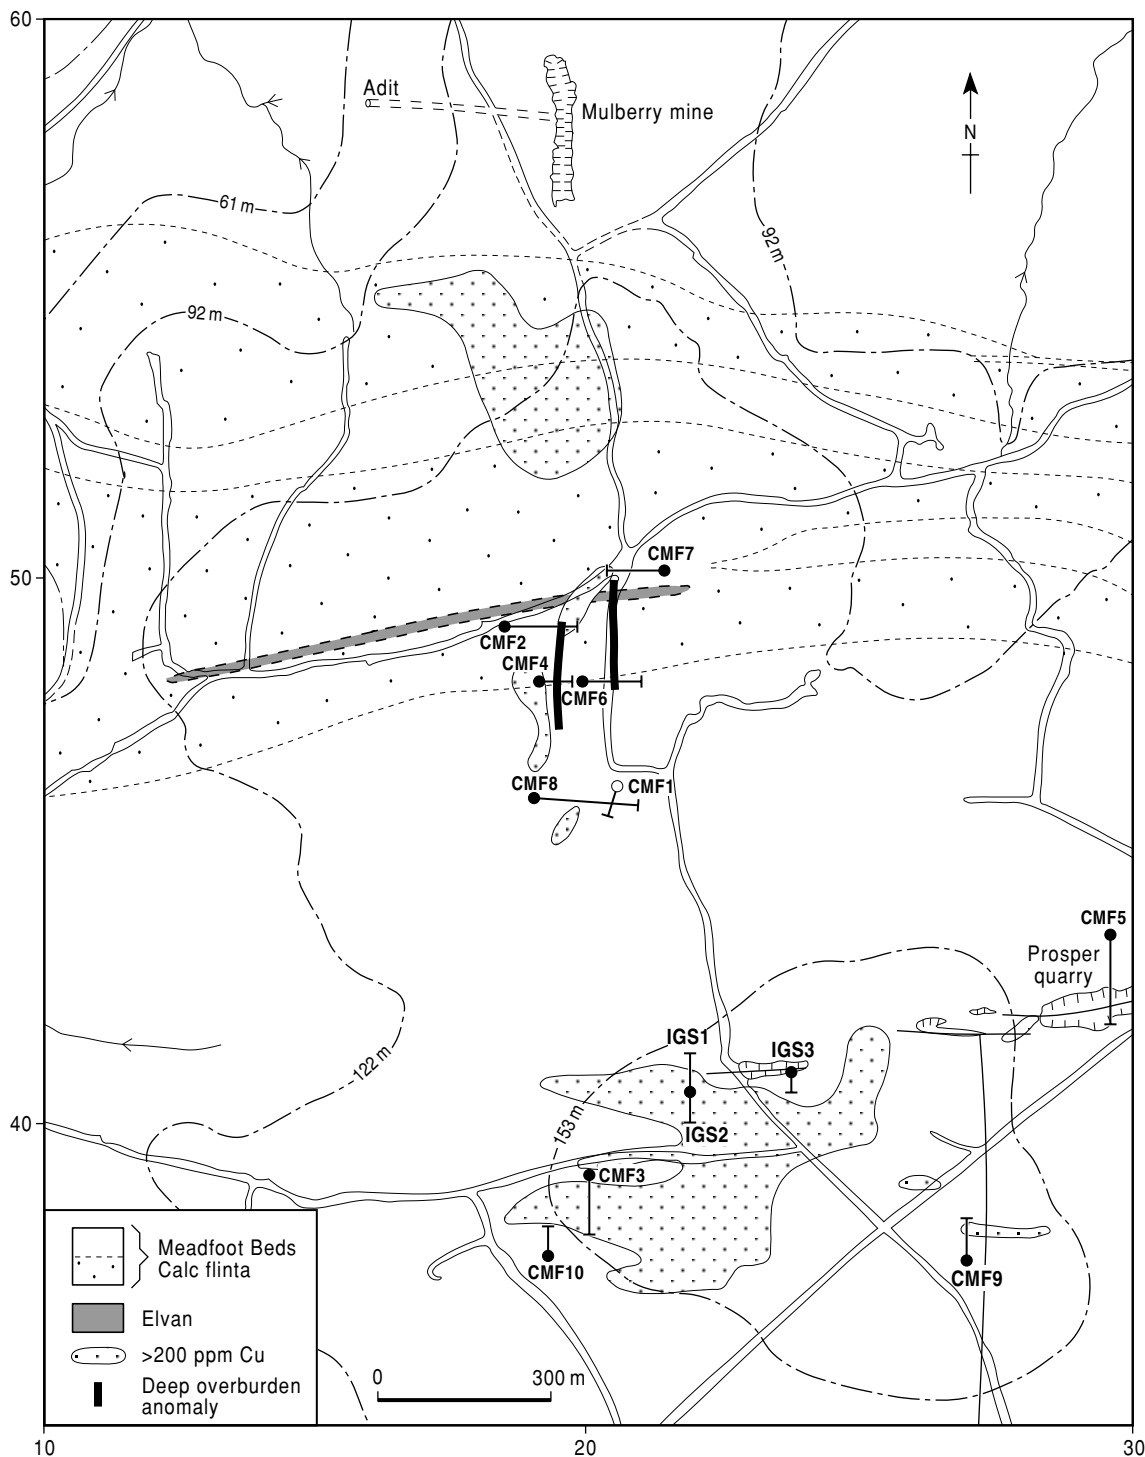 60
Adit
Mulberry mine
N
61 m
92 m
92 m
50
CMF7
CMF2
CMF4
CMF6
CMF8
CMF1
CMF5
Prosper
quarry
IGS1
IGS3
122 m
40
153 m
IGS2
CMF3
CMF10
CMF9
Meadfoot Beds
Calc flinta
Elvan
>200 ppm Cu
Deep overburden
anomaly
0 300 m
10 20 30